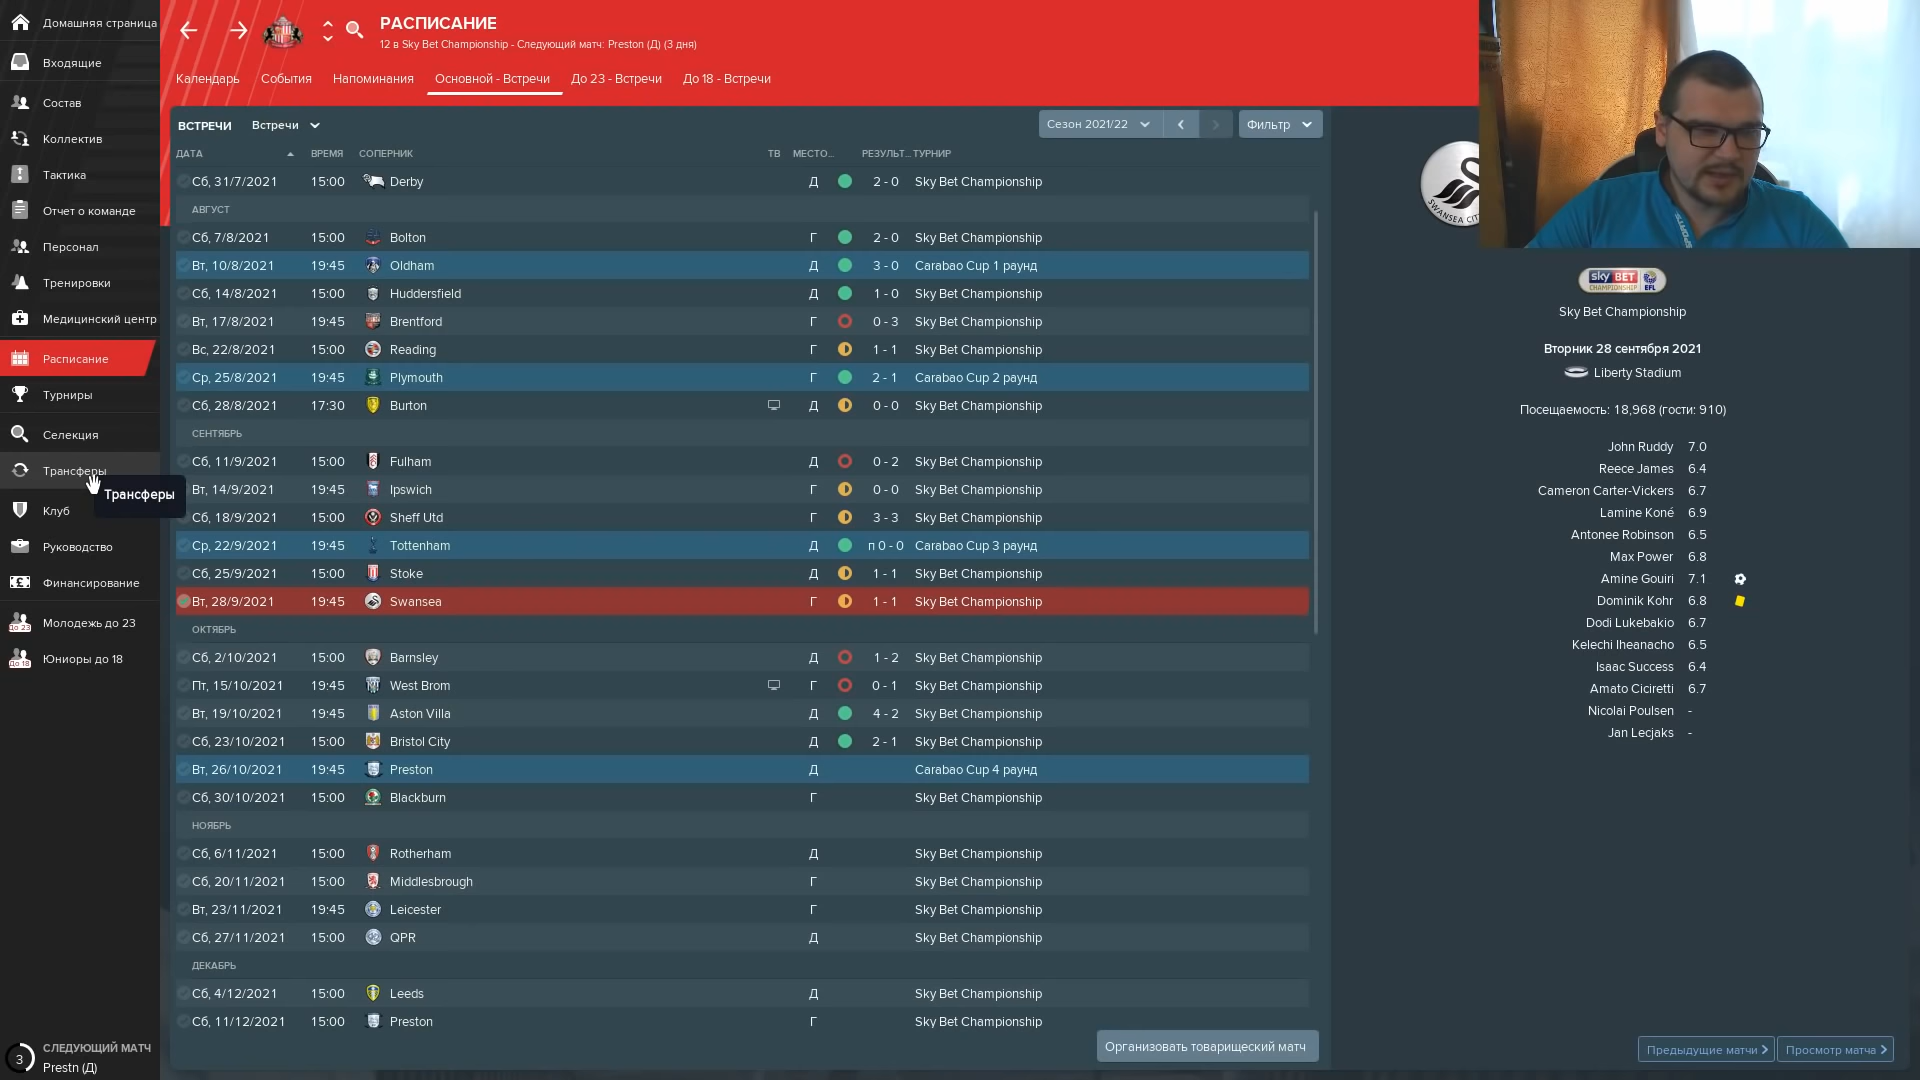 Домашняя страница
Входящие
Состав
Коллектив
Тактика
Отчет о команде
Персонал
Тренировки
Медицинский центр
Расписание
Турниры
Селекция
Трансферы
Трансферы
Клуб
Руководство
Финансирование
До 23 Молодежь до 23
До 18 Юниоры до 18
3 СЛЕДУЮЩИЙ МАТЧ
Prestn (Д)
РАСПИСАНИЕ
12 в Sky Bet Championship - Следующий матч: Preston (Д) (3 дня)
Календарь События Напоминания Основной - Встречи До 23 - Встречи До 18 - Встречи
ВСТРЕЧИ Встречи Сезон 2021/22 Фильтр
ДАТА ВРЕМЯ СОПЕРНИК ТВ МЕСТО... РЕЗУЛЬТ... ТУРНИР
Сб, 31/7/2021 15:00 Derby Д 2 - 0 Sky Bet Championship
АВГУСТ
Сб, 7/8/2021 15:00 Bolton Г 2 - 0 Sky Bet Championship
Вт, 10/8/2021 19:45 Oldham Д 3 - 0 Carabao Cup 1 раунд
Сб, 14/8/2021 15:00 Huddersfield Д 1 - 0 Sky Bet Championship
Вт, 17/8/2021 19:45 Brentford Г 0 - 3 Sky Bet Championship
Вс, 22/8/2021 15:00 Reading Г 1 - 1 Sky Bet Championship
Ср, 25/8/2021 19:45 Plymouth Г 2 - 1 Carabao Cup 2 раунд
Сб, 28/8/2021 17:30 Burton Д 0 - 0 Sky Bet Championship
СЕНТЯБРЬ
Сб, 11/9/2021 15:00 Fulham Д 0 - 2 Sky Bet Championship
Вт, 14/9/2021 19:45 Ipswich Г 0 - 0 Sky Bet Championship
Сб, 18/9/2021 15:00 Sheff Utd Г 3 - 3 Sky Bet Championship
Ср, 22/9/2021 19:45 Tottenham Д п 0 - 0 Carabao Cup 3 раунд
Сб, 25/9/2021 15:00 Stoke Д 1 - 1 Sky Bet Championship
Вт, 28/9/2021 19:45 Swansea Г 1 - 1 Sky Bet Championship
ОКТЯБРЬ
Сб, 2/10/2021 15:00 Barnsley Д 1 - 2 Sky Bet Championship
Пт, 15/10/2021 19:45 West Brom Г 0 - 1 Sky Bet Championship
Вт, 19/10/2021 19:45 Aston Villa Д 4 - 2 Sky Bet Championship
Сб, 23/10/2021 15:00 Bristol City Д 2 - 1 Sky Bet Championship
Вт, 26/10/2021 19:45 Preston Д Carabao Cup 4 раунд
Сб, 30/10/2021 15:00 Blackburn Г Sky Bet Championship
НОЯБРЬ
Сб, 6/11/2021 15:00 Rotherham Д Sky Bet Championship
Сб, 20/11/2021 15:00 Middlesbrough Г Sky Bet Championship
Вт, 23/11/2021 19:45 Leicester Г Sky Bet Championship
Сб, 27/11/2021 15:00 QPR Д Sky Bet Championship
ДЕКАБРЬ
Сб, 4/12/2021 15:00 Leeds Д Sky Bet Championship
Сб, 11/12/2021 15:00 Preston Г Sky Bet Championship
Организовать товарищеский матч
SWANSEA CIT
sky BET
CHAMPIONSHIP EFL
Sky Bet Championship
Вторник 28 сентября 2021
Liberty Stadium
Посещаемость: 18,968 (гости: 910)
John Ruddy 7.0
Reece James 6.4
Cameron Carter-Vickers 6.7
Lamine Koné 6.9
Antonee Robinson 6.5
Max Power 6.8
Amine Gouiri 7.1
Dominik Kohr 6.8
Dodi Lukebakio 6.7
Kelechi Iheanacho 6.5
Isaac Success 6.4
Amato Ciciretti 6.7
Nicolai Poulsen -
Jan Lecjaks -
Предыдущие матчи Просмотр матча